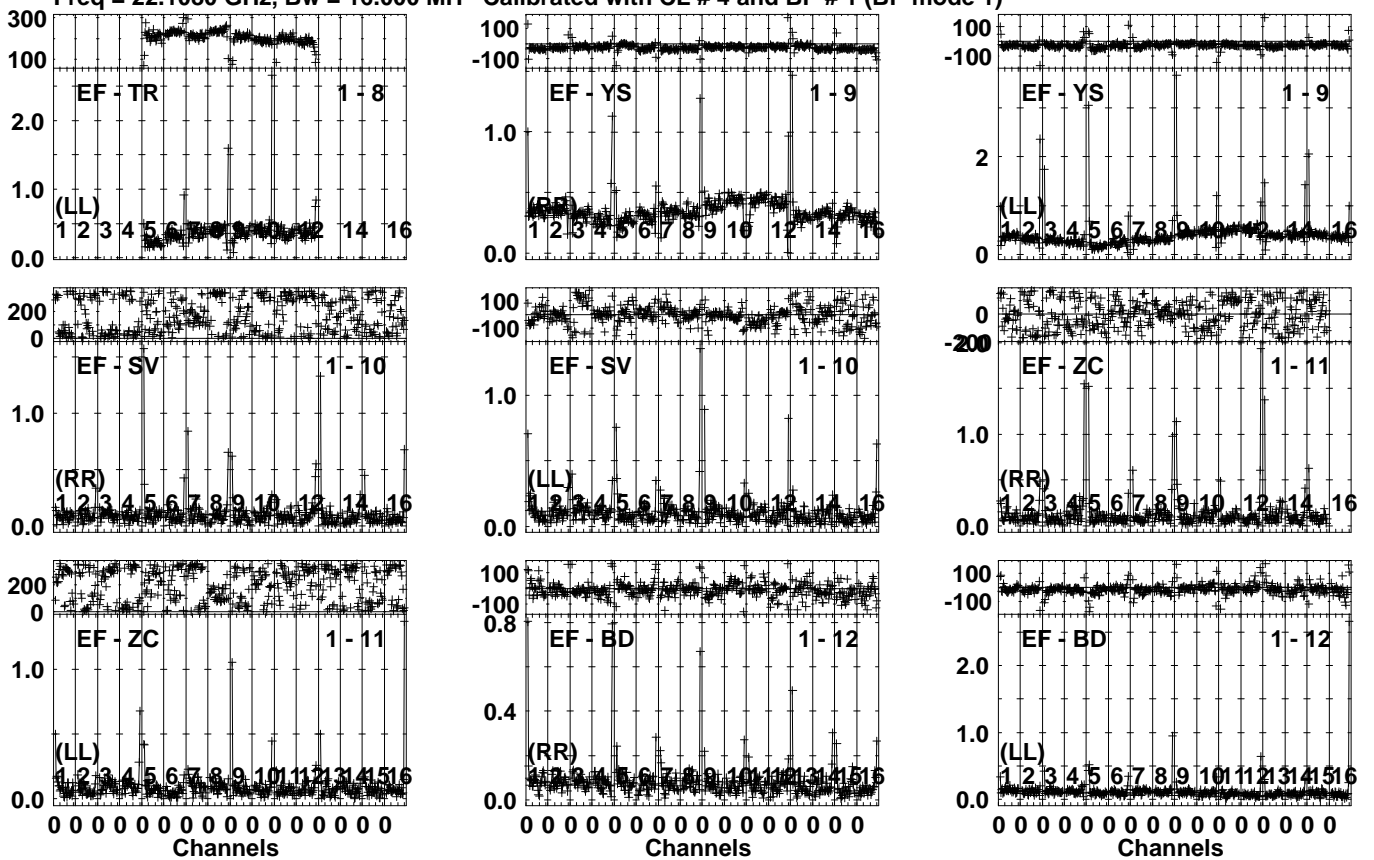 Freq = 22.1080 GHz, Bw = 16.000 MH Calibrated with CL # 4 and BP # 1 (BP mode 1)
300
100
EF - TR 1 - 8
2.0
1.0
(LL)
1 2 3 4 5 6 7 8 9 10 12 14 16
0.0
100
-100
EF - YS 1 - 9
1.0
(RR)
1 2 3 4 5 6 7 8 9 10 12 14 16
0.0
100
-100
EF - YS 1 - 9
2
(LL)
1 2 3 4 5 6 7 8 9 10 12 14 16
0
200
0
EF - SV 1 - 10
1.0
(RR)
1 2 3 4 5 6 7 8 9 10 12 14 16
0.0
100
-100
EF - SV 1 - 10
1.0
(LL)
1 2 3 4 5 6 7 8 9 10 12 14 16
0.0
0
-200
2.0
EF - ZC 1 - 11
1.0
(RR)
1 2 3 4 5 6 7 8 9 10 12 14 16
0.0
200
0
EF - ZC 1 - 11
1.0
(LL)
1 2 3 4 5 6 7 8 9 10 11 12 13 14 15 16
0.0
0 0 0 0 0 0 0 0 0 0 0 0 0 0 0 0
Channels
100
-100
0.8
EF - BD 1 - 12
0.4
(RR)
1 2 3 4 5 6 7 8 9 10 11 12 13 14 15 16
0.0
0 0 0 0 0 0 0 0 0 0 0 0 0 0 0 0
Channels
100
-100
EF - BD 1 - 12
2.0
1.0
(LL)
1 2 3 4 5 6 7 8 9 10 11 12 13 14 15 16
0.0
0 0 0 0 0 0 0 0 0 0 0 0 0 0 0 0
Channels